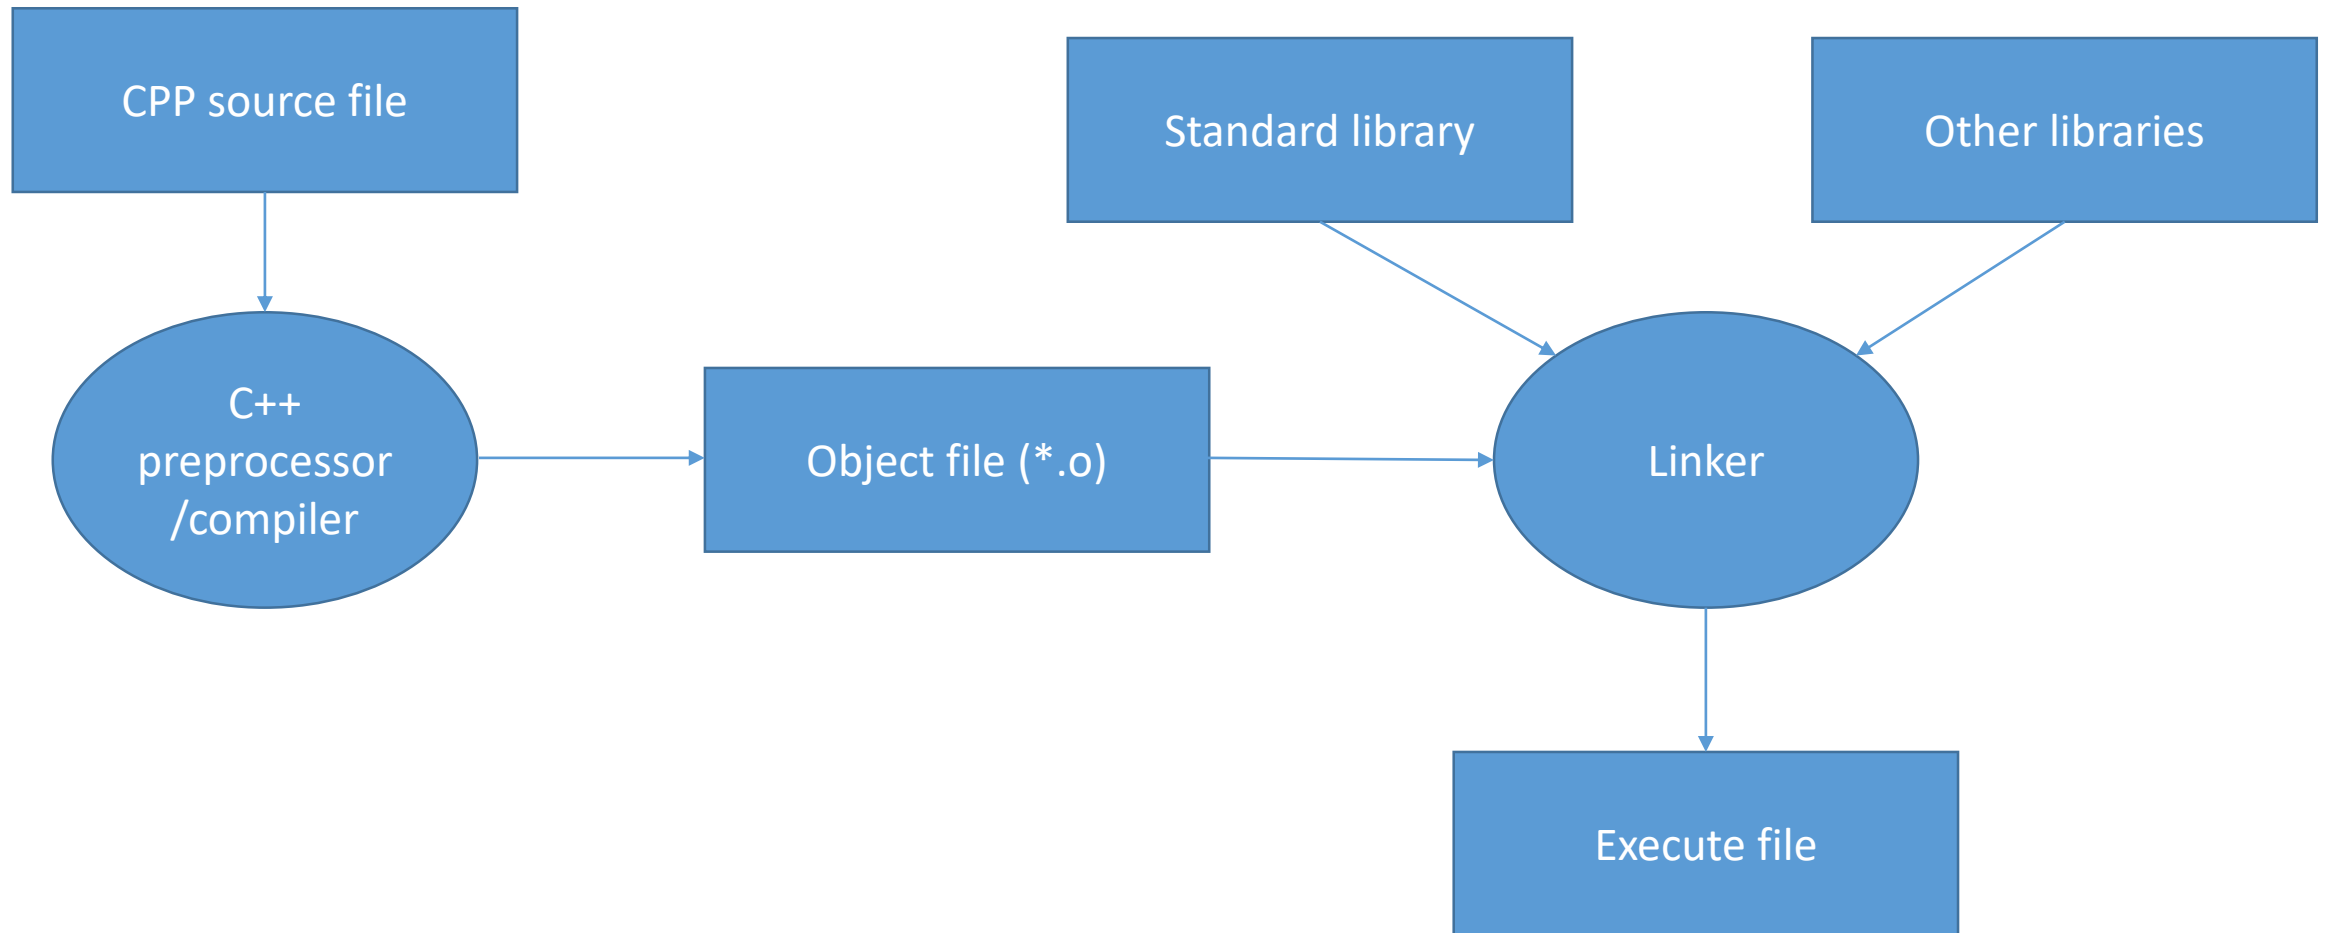 CPP source file
Standard library
Other libraries
C++
preprocessor
/compiler
Object file (*.o)
Linker
Execute file